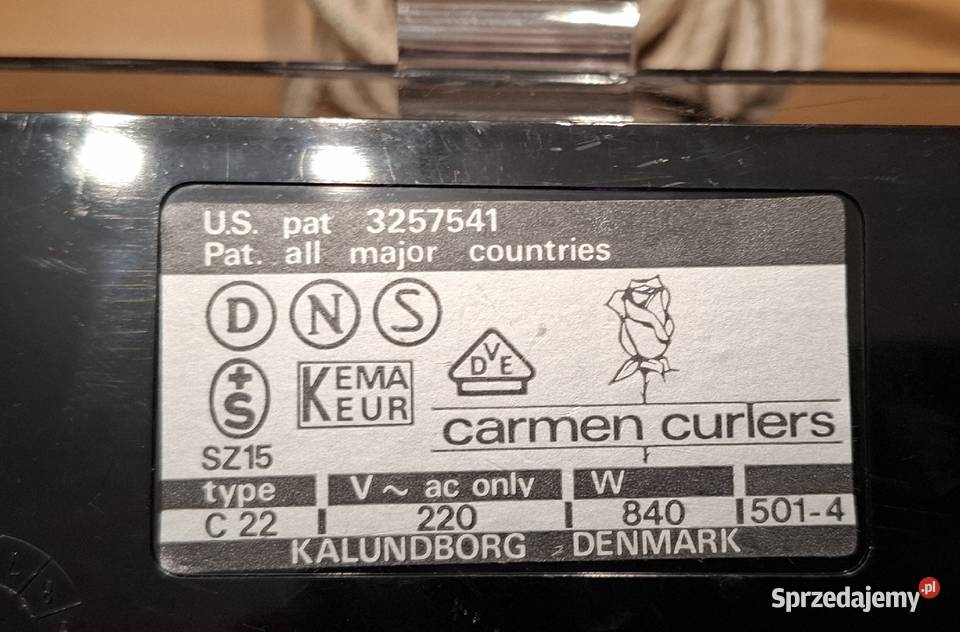 U.S. pat 3257541
Pat. all major countries
D N S
DVE
+S
KEMA
KEUR
carmen curlers
SZ15
type V ~ ac only W
C 22 220 840 501-4
KALUNDBORG DENMARK
Sprzedajemy.pl